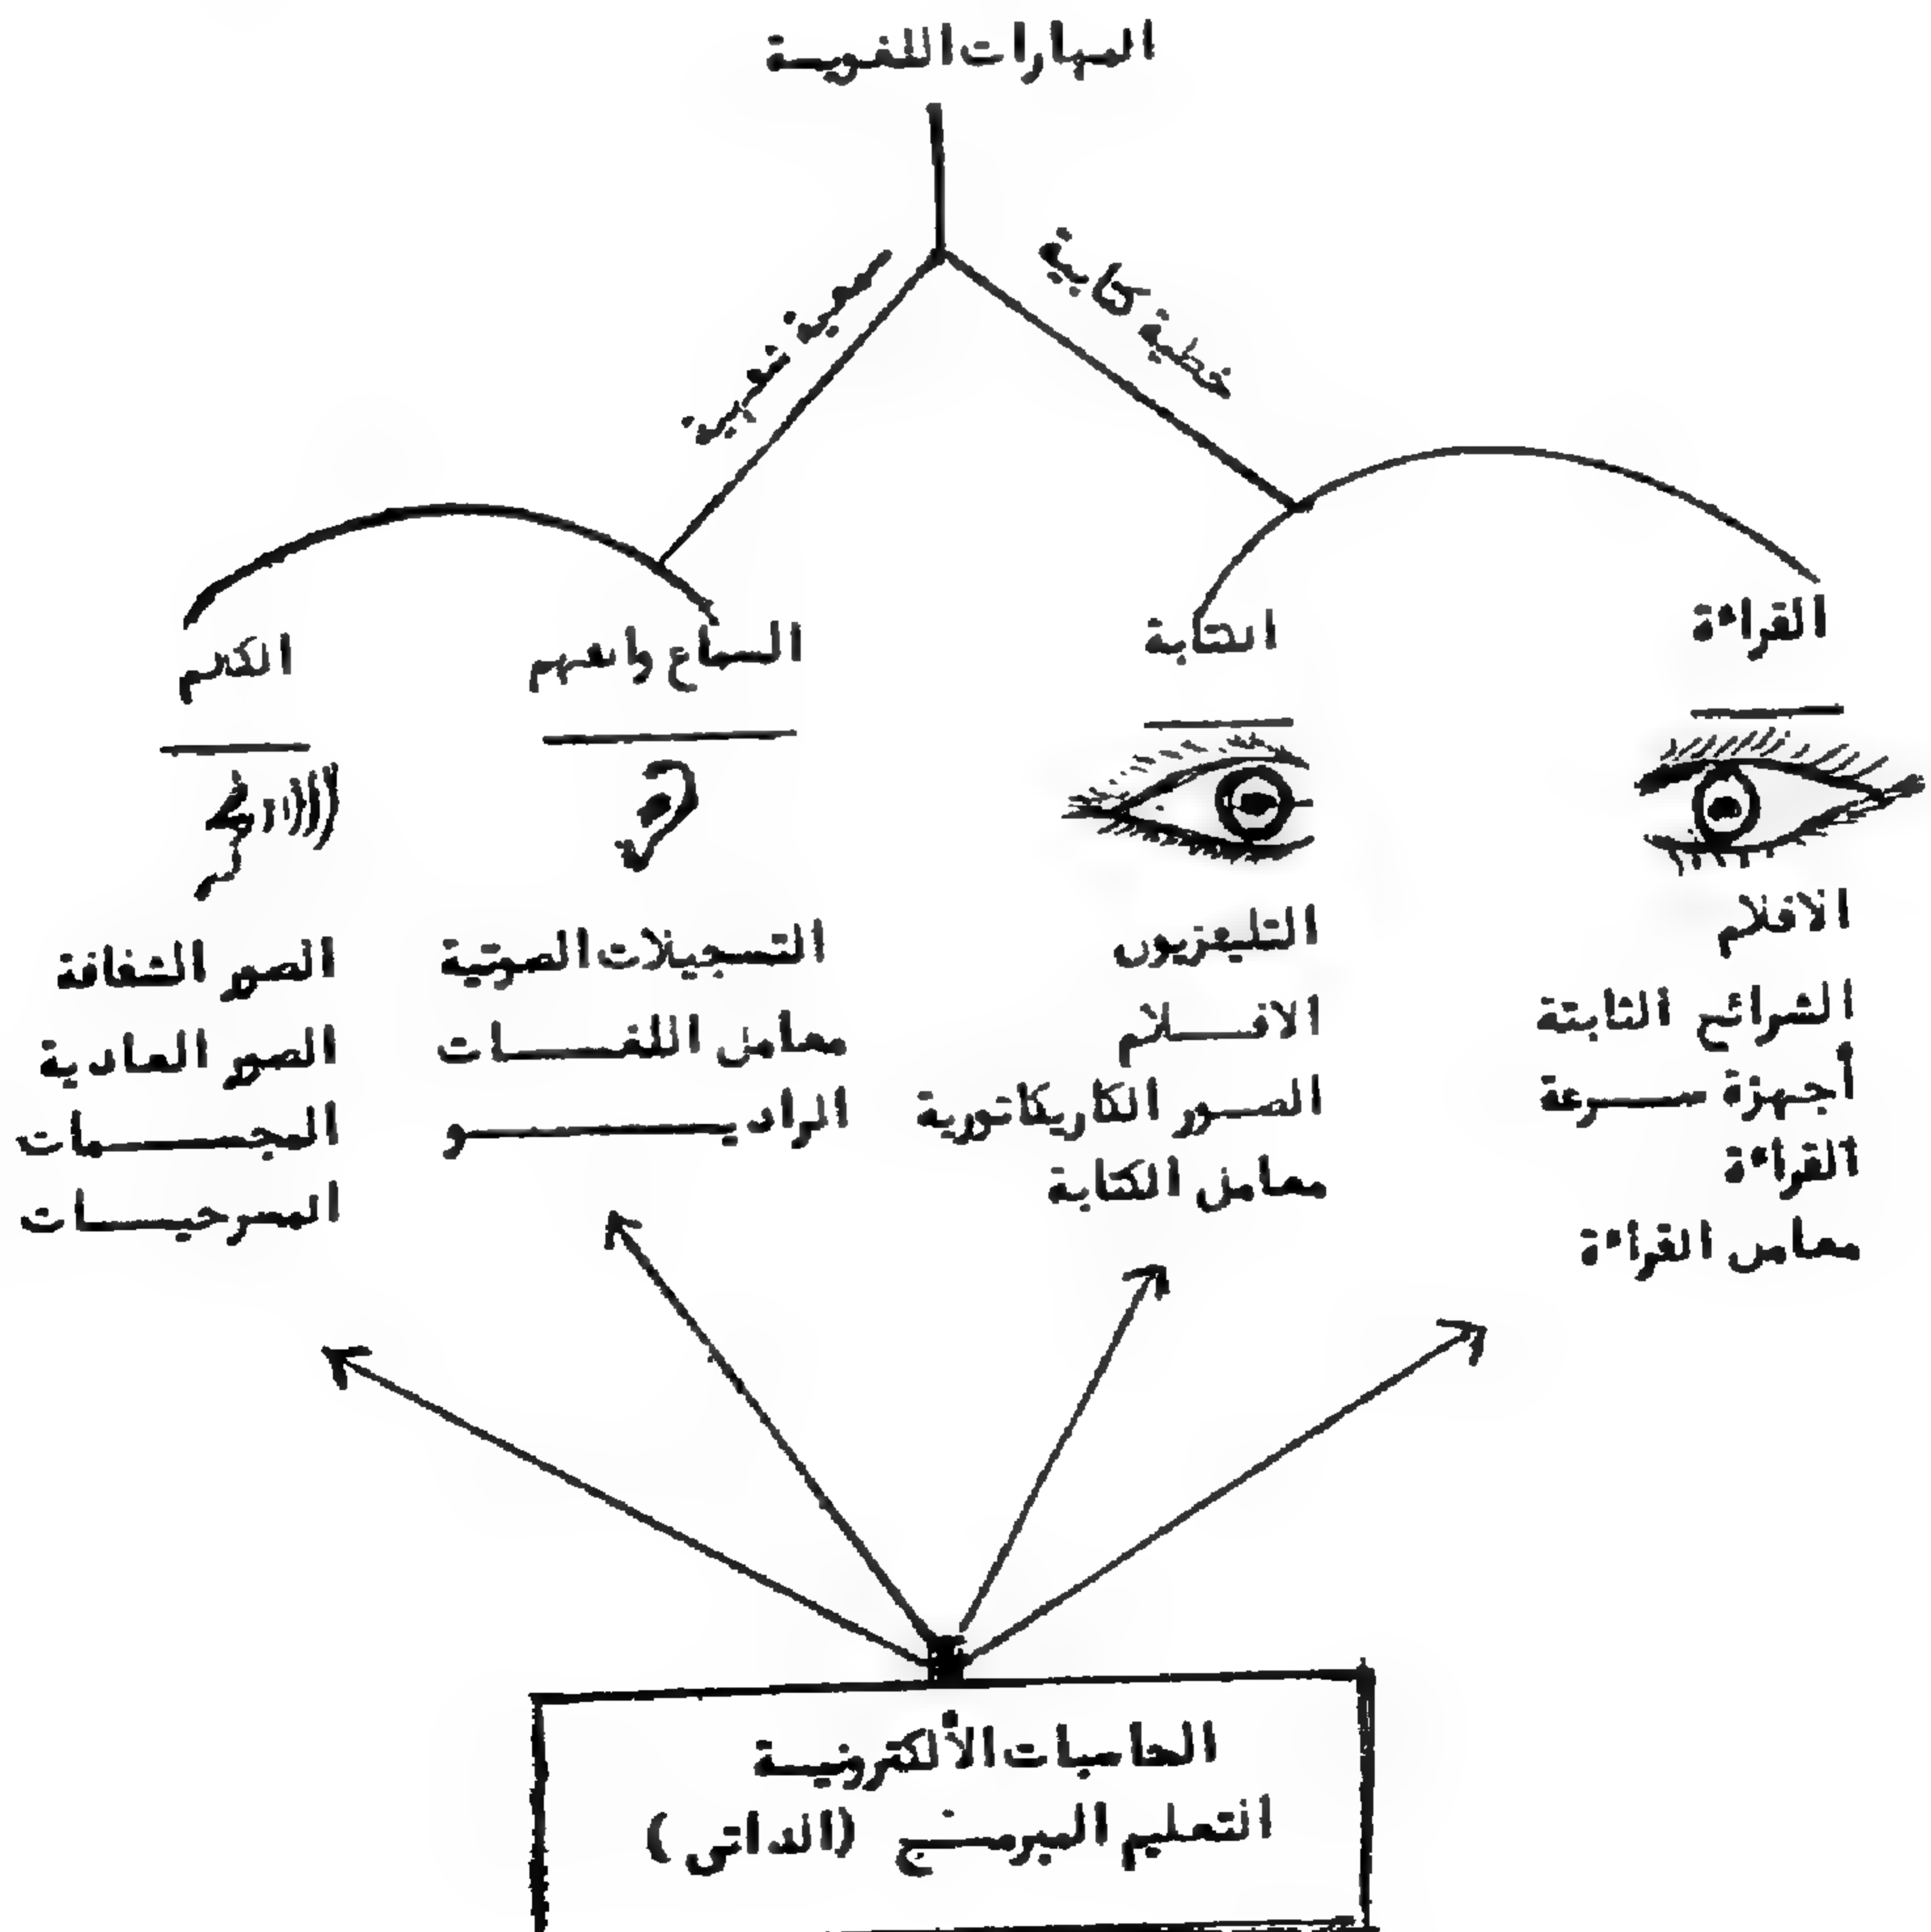 المهارات اللغوية
خطية كتابية
صوتية شفوية
القراءة
الأفلام
الشرائح الثابتة
أجهزة سرعة
القراءة
معامل القراءة
الكتابة
التليفزيون
الافلام
الصور الكاريكاتورية
معامل الكتابة
السماع والفهم
التسجيلات الصوتية
معامل اللغات
الراديو
الكلام
الصور الشفافة
الصور العادية
المجسمات
المسرحيات
الحاسبات الألكترونية
التعليم المبرمج (الذاتى)